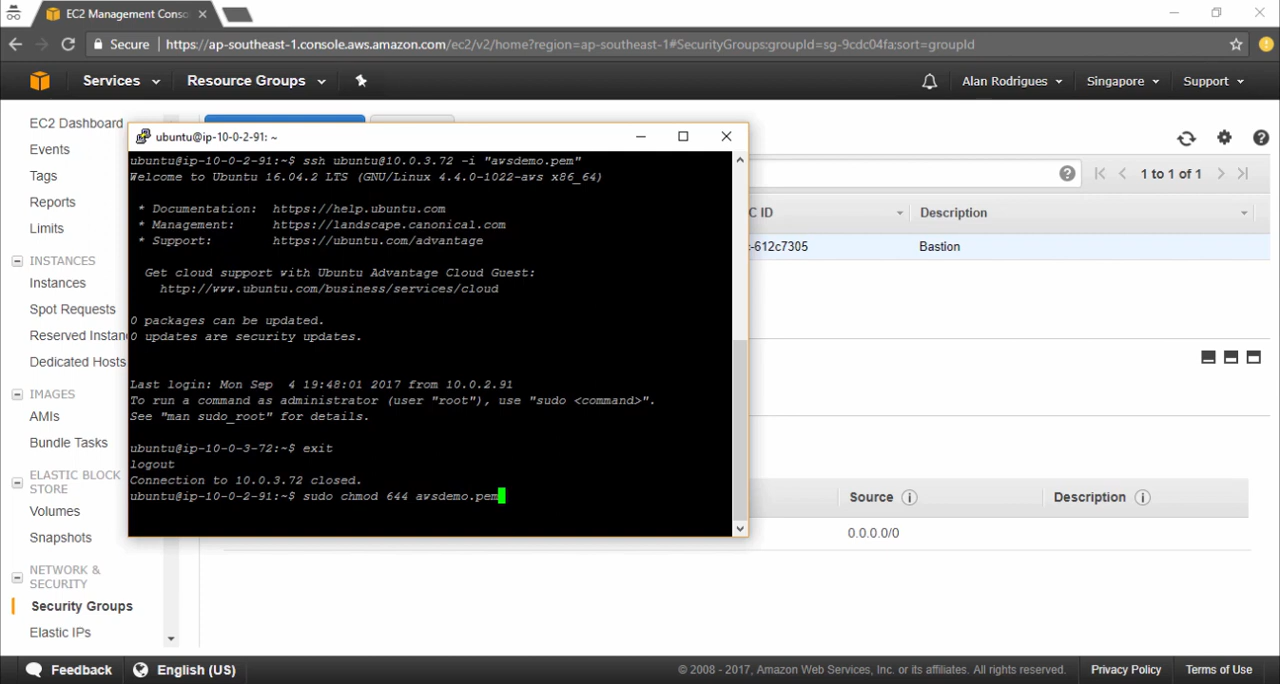 EC2 Management Conso
Secure
https://ap-southeast-1.console.aws.amazon.com/ec2/v2/home?region=ap-southeast-1#SecurityGroups:groupId=sg-9cdc04fa;sort=groupId
Services
Resource Groups
Alan Rodrigues
Singapore
Support
EC2 Dashboard
Events
Tags
Reports
Limits
INSTANCES
Instances
Spot Requests
Reserved Instan
Dedicated Hosts
IMAGES
AMIs
Bundle Tasks
ELASTIC BLOCK
STORE
Volumes
Snapshots
NETWORK &
SECURITY
Security Groups
Elastic IPs
ubuntu@ip-10-0-2-91: ~
ubuntu@ip-10-0-2-91:~$ ssh ubuntu@10.0.3.72 -i "awsdemo.pem"
Welcome to Ubuntu 16.04.2 LTS (GNU/Linux 4.4.0-1022-aws x86_64)
* Documentation: https://help.ubuntu.com
* Management: https://landscape.canonical.com
* Support: https://ubuntu.com/advantage
Get cloud support with Ubuntu Advantage Cloud Guest:
http://www.ubuntu.com/business/services/cloud
0 packages can be updated.
0 updates are security updates.
Last login: Mon Sep 4 19:48:01 2017 from 10.0.2.91
To run a command as administrator (user "root"), use "sudo <command>".
See "man sudo_root" for details.
ubuntu@ip-10-0-3-72:~$ exit
logout
Connection to 10.0.3.72 closed.
ubuntu@ip-10-0-2-91:~$ sudo chmod 644 awsdemo.pem
1 to 1 of 1
C ID
Description
-612c7305
Bastion
Source
Description
0.0.0.0/0
Feedback
English (US)
© 2008 - 2017, Amazon Web Services, Inc. or its affiliates. All rights reserved.
Privacy Policy
Terms of Use